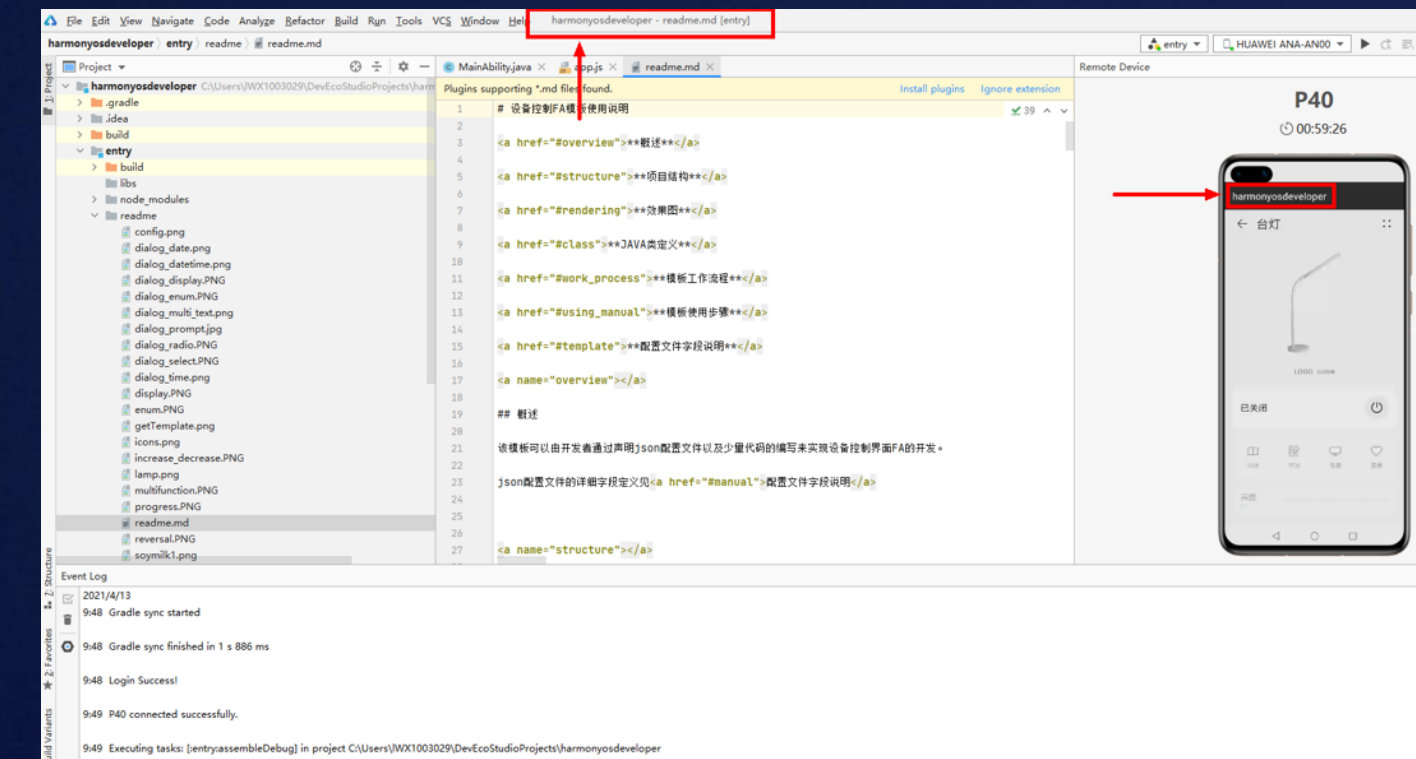 File Edit View Navigate Code Analyze Refactor Build Run Tools VCS Window Help harmonyosdeveloper - readme.md [entry]
harmonyosdeveloper entry readme readme.md
entry HUAWEI ANA-AN00
Project
MainAbility.java app.js readme.md
Remote Device
1: Project
harmonyosdeveloper C:\Users\JWX1003029\DevEcoStudioProjects\harm
.gradle
.idea
build
entry
build
libs
node_modules
readme
config.png
dialog_date.png
dialog_datetime.png
dialog_display.PNG
dialog_enum.PNG
dialog_multi_text.png
dialog_prompt.jpg
dialog_radio.PNG
dialog_select.PNG
dialog_time.png
display.PNG
enum.PNG
getTemplate.png
icons.png
increase_decrease.PNG
lamp.png
multifunction.PNG
progress.PNG
readme.md
reversal.PNG
soymilk1.png
Plugins supporting *.md files found. Install plugins Ignore extension
39
1 # 设备控制FA模板使用说明
2
3 <a href="#overview">**概述**</a>
4
5 <a href="#structure">**项目结构**</a>
6
7 <a href="#rendering">**效果图**</a>
8
9 <a href="#class">**JAVA类定义**</a>
10
11 <a href="#work_process">**模板工作流程**</a>
12
13 <a href="#using_manual">**模板使用步骤**</a>
14
15 <a href="#template">**配置文件字段说明**</a>
16
17 <a name="overview"></a>
18
19 ## 概述
20
21 该模板可以由开发者通过声明json配置文件以及少量代码的编写来实现设备控制界面FA的开发。
22
23 json配置文件的详细字段定义见<a href="#manual">配置文件字段说明</a>
24
25
26
27 <a name="structure"></a>
P40
00:59:26
harmonyosdeveloper
台灯
已关闭
Z: Structure
2: Favorites
Build Variants
Event Log
2021/4/13
9:48 Gradle sync started
9:48 Gradle sync finished in 1 s 886 ms
9:48 Login Success!
9:49 P40 connected successfully.
9:49 Executing tasks: [:entry:assembleDebug] in project C:\Users\JWX1003029\DevEcoStudioProjects\harmonyosdeveloper